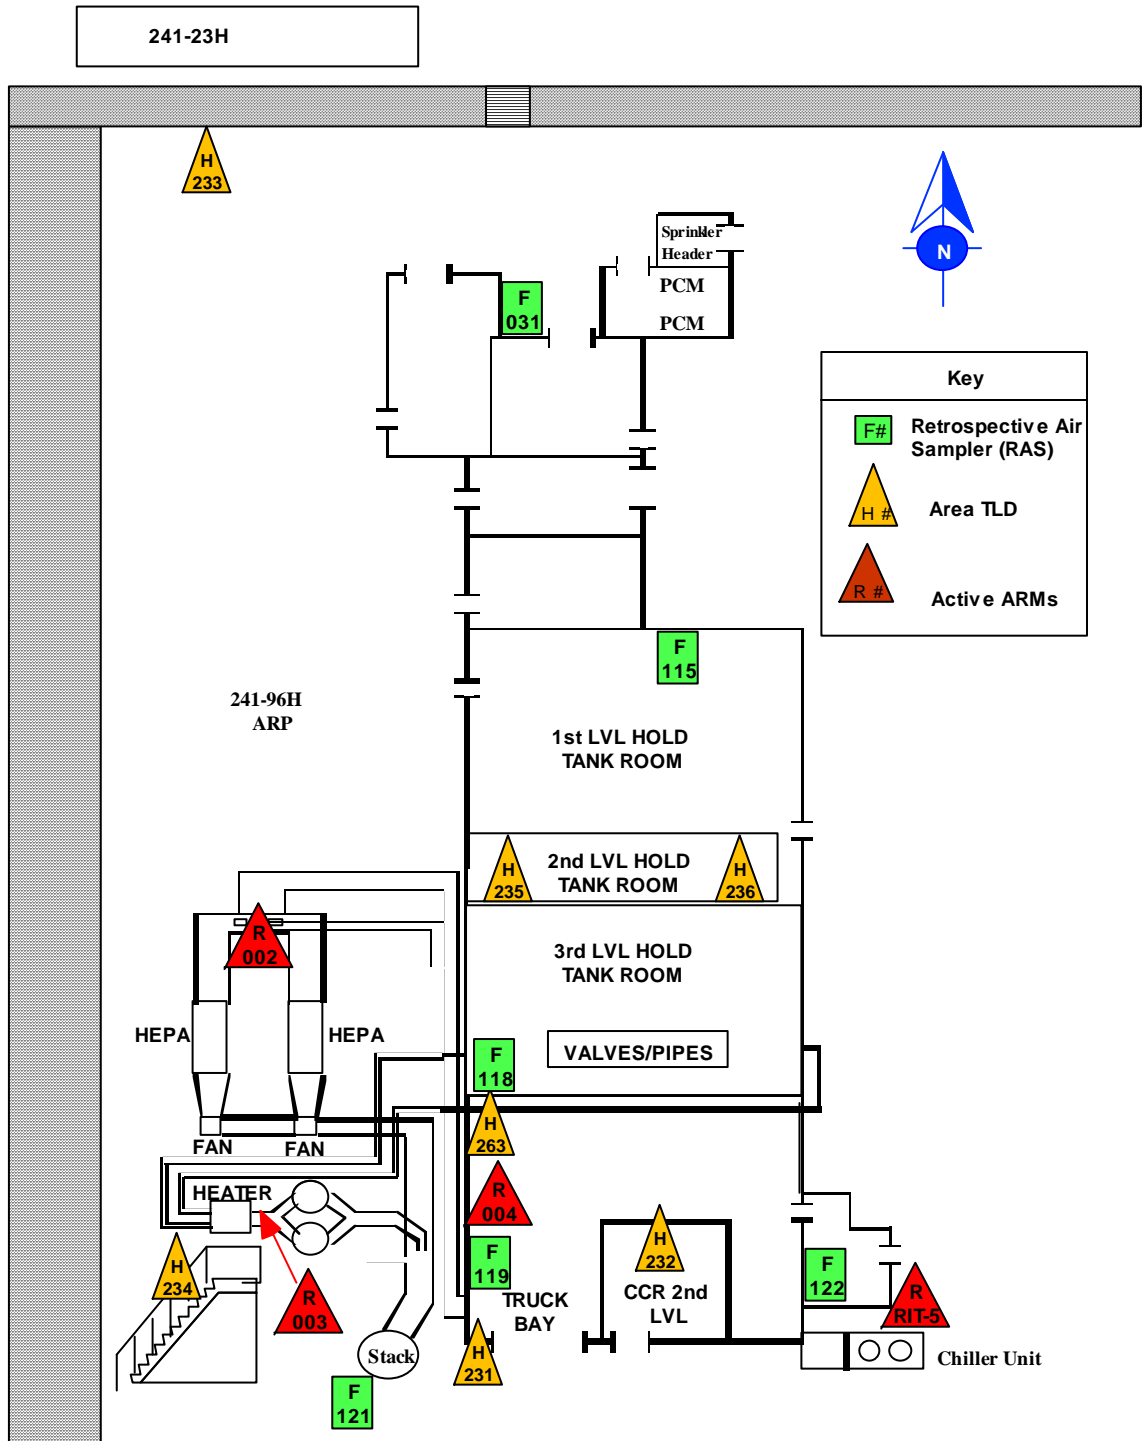 241-23H
H
233
Sprinkler
Header
PCM
PCM
N
F
031
Key
F#
Retrospective Air
Sampler (RAS)
H #
Area TLD
R #
Active ARMs
F
115
241-96H
ARP
1st LVL HOLD
TANK ROOM
H
235
2nd LVL HOLD
TANK ROOM
H
236
R
002
3rd LVL HOLD
TANK ROOM
HEPA
HEPA
VALVES/PIPES
F
118
FAN
FAN
H
263
HEATER
R
004
H
232
H
234
F
119
F
122
R
003
TRUCK
BAY
CCR 2nd
LVL
R
RIT-5
Stack
H
231
Chiller Unit
F
121